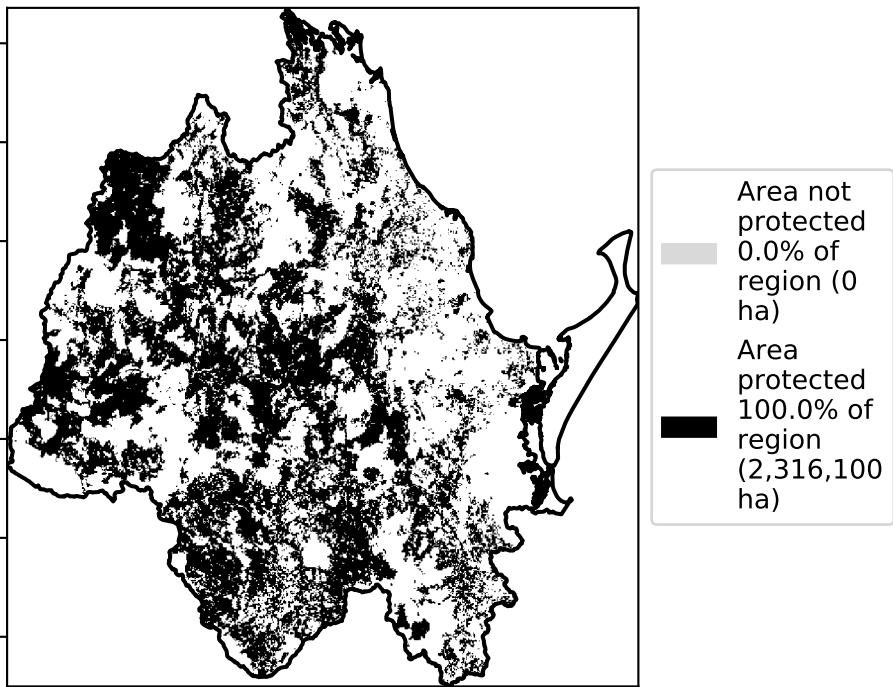 Area not
protected
0.0% of
region (0
ha)
Area
protected
100.0% of
region
(2,316,100
ha)